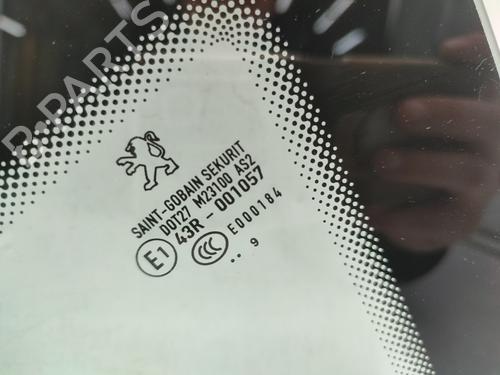 B-PARTS
SAINT-GOBAIN SEKURIT
DOT27 M23100 AS2
43R - 001057
E1 CCC E000184
.. 9